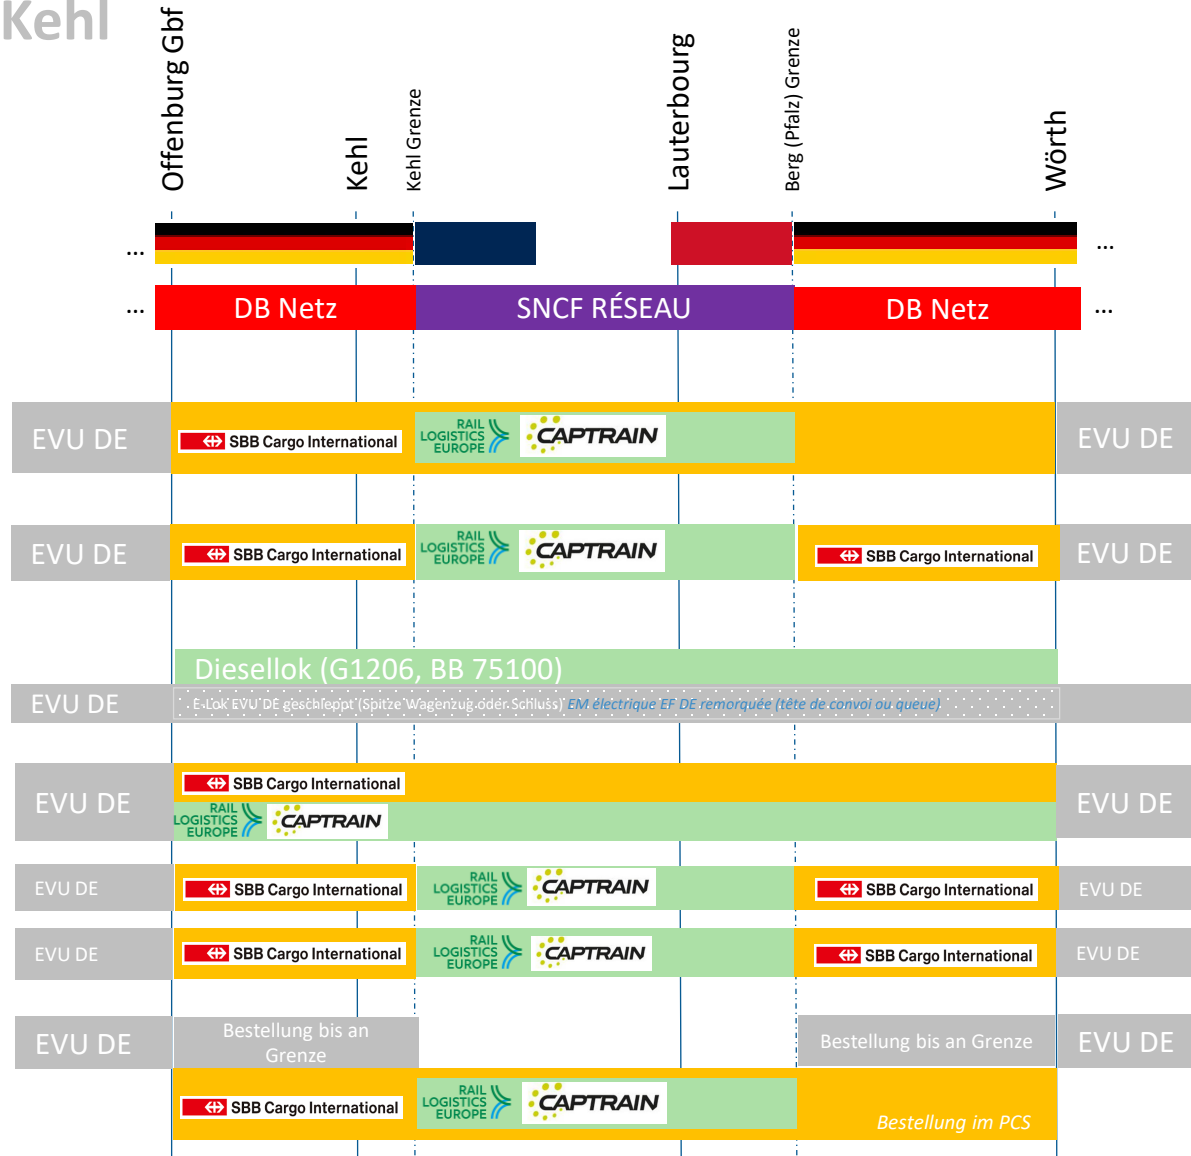 Kehl
Offenburg Gbf
Kehl
Kehl Grenze
Lauterbourg
Berg (Pfalz) Grenze
Wörth
...
...
...
DB Netz
SNCF RÉSEAU
DB Netz
...
EVU DE
SBB Cargo International
RAIL
LOGISTICS
EUROPE
CAPTRAIN
EVU DE
EVU DE
SBB Cargo International
RAIL
LOGISTICS
EUROPE
CAPTRAIN
SBB Cargo International
EVU DE
Diesellok (G1206, BB 75100)
EVU DE
E-Lok EVU DE geschleppt (Spitze Wagenzug oder Schluss) EM électrique EF DE remorquée (tête de convoi ou queue)
EVU DE
SBB Cargo International
RAIL
LOGISTICS
EUROPE
CAPTRAIN
EVU DE
EVU DE
SBB Cargo International
RAIL
LOGISTICS
EUROPE
CAPTRAIN
SBB Cargo International
EVU DE
EVU DE
SBB Cargo International
RAIL
LOGISTICS
EUROPE
CAPTRAIN
SBB Cargo International
EVU DE
EVU DE
Bestellung bis an
Grenze
Bestellung bis an Grenze
EVU DE
SBB Cargo International
RAIL
LOGISTICS
EUROPE
CAPTRAIN
Bestellung im PCS